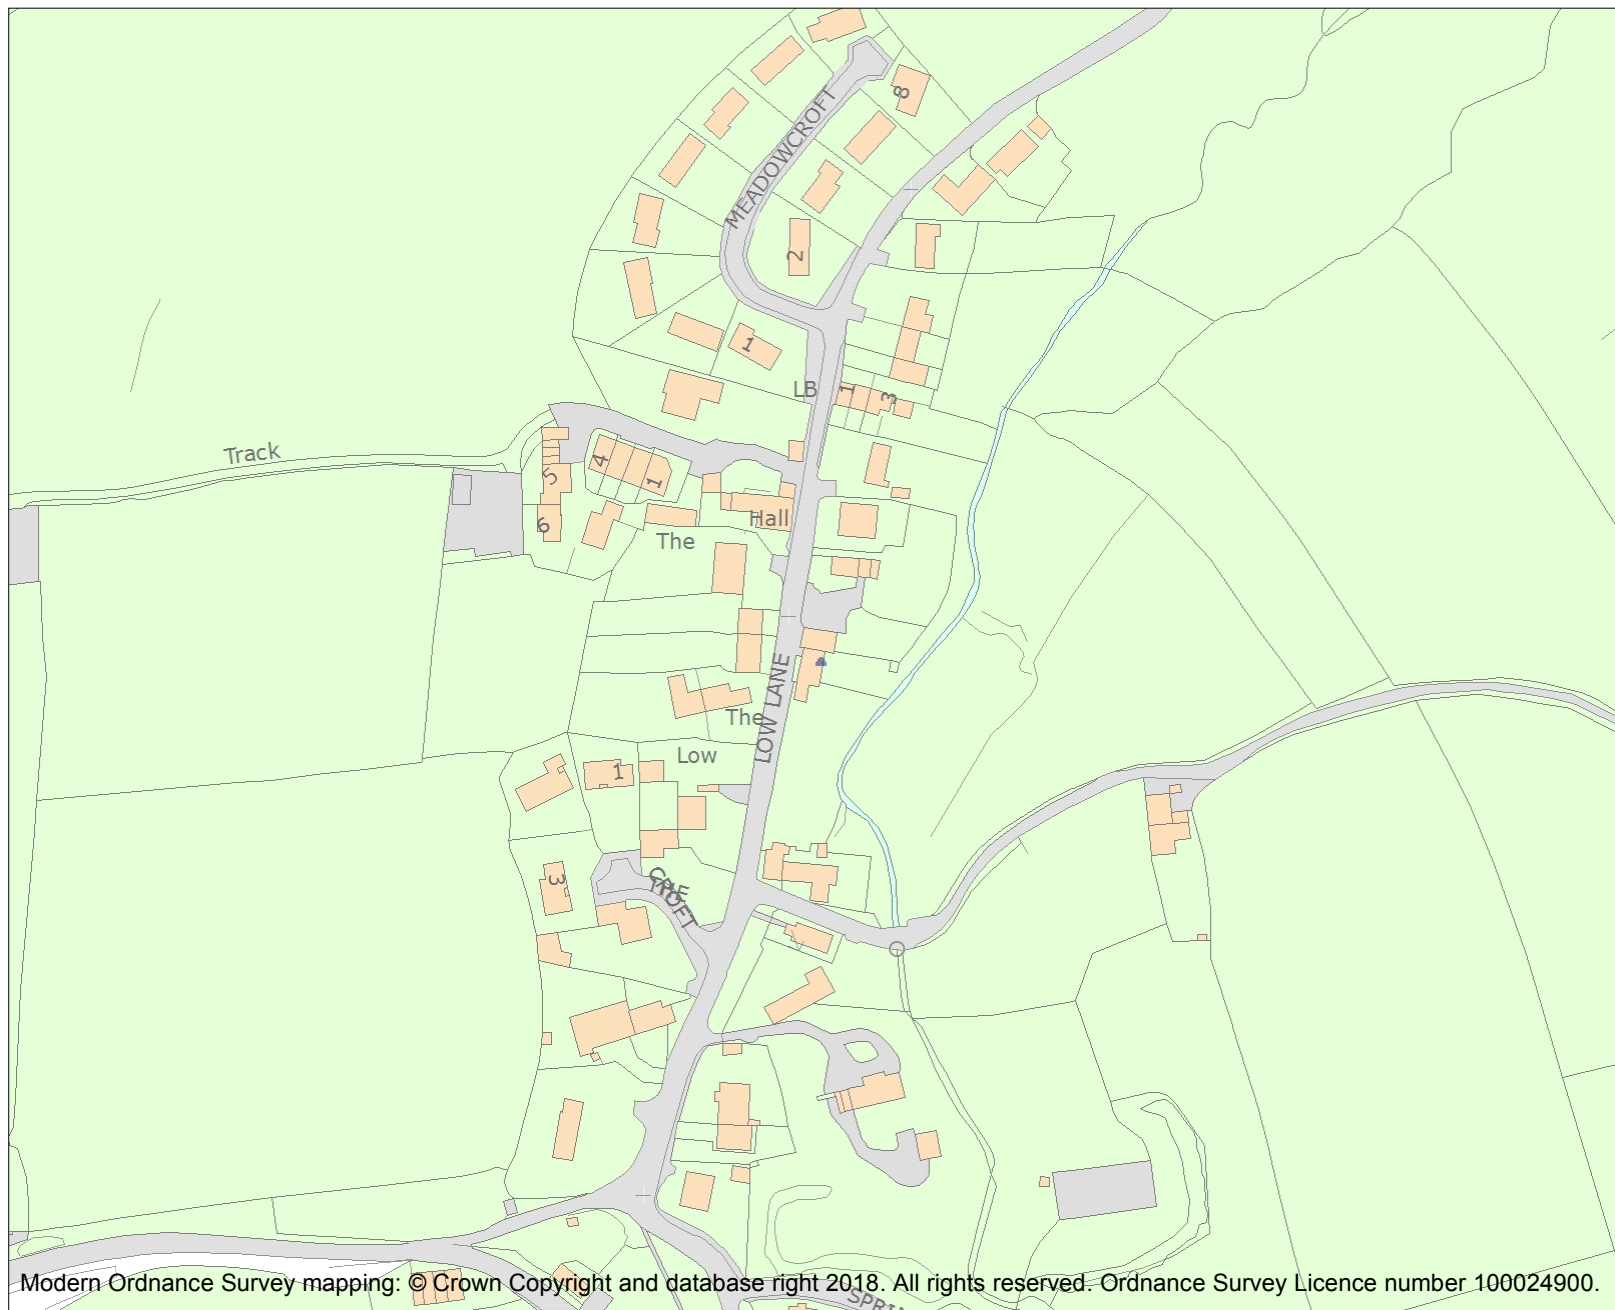 MEADOWCROFT
8
2
1
LB
1
3
Track
4
1
5
6
Hall
The
LOW LANE
The
Low
1
3
THE
CROFT
Modern Ordnance Survey mapping: © Crown Copyright and database right 2018. All rights reserved. Ordnance Survey Licence number 100024900.